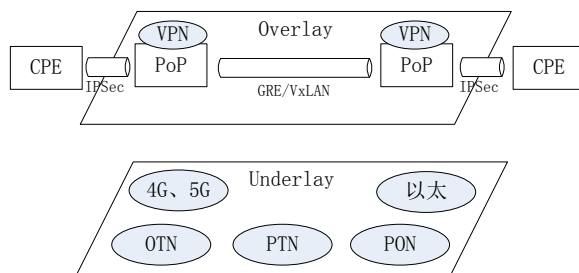 VPN Overlay VPN
CPE PoP PoP CPE
IPSec GRE/VxLAN IPSec
Underlay
4G、5G 以太
OTN PTN PON